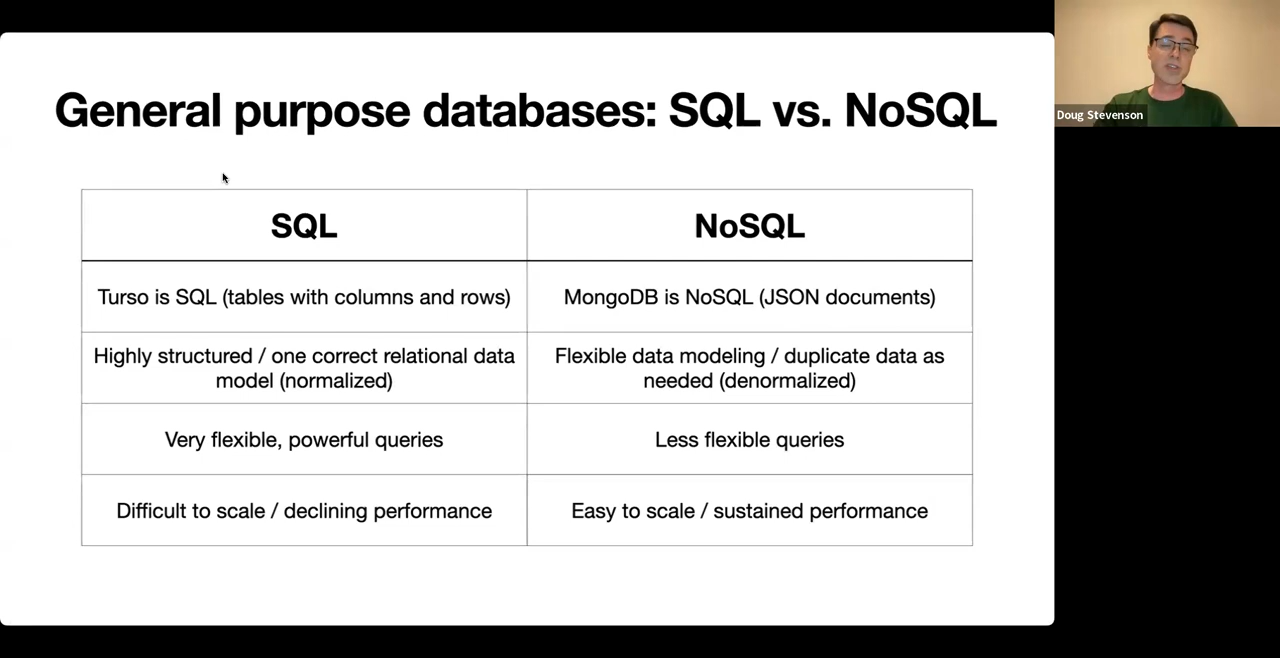 General purpose databases: SQL vs. NoSQL
Doug Stevenson
SQL
NoSQL
Turso is SQL (tables with columns and rows)
MongoDB is NoSQL (JSON documents)
Highly structured / one correct relational data
model (normalized)
Flexible data modeling / duplicate data as
needed (denormalized)
Very flexible, powerful queries
Less flexible queries
Difficult to scale / declining performance
Easy to scale / sustained performance